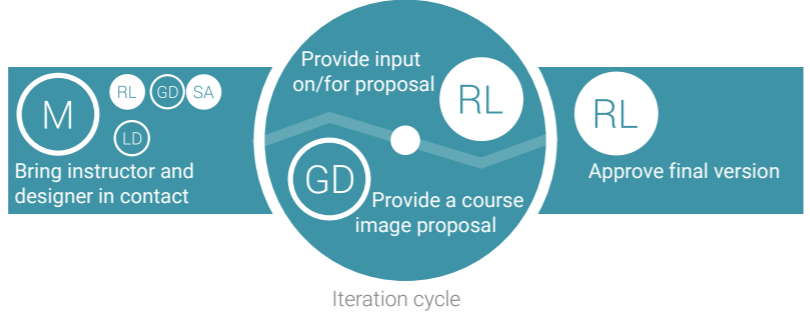 M
RL
GD
SA
LD
Bring instructor and
designer in contact
Provide input
on/for proposal
RL
GD
Provide a course
image proposal
RL
Approve final version
Iteration cycle